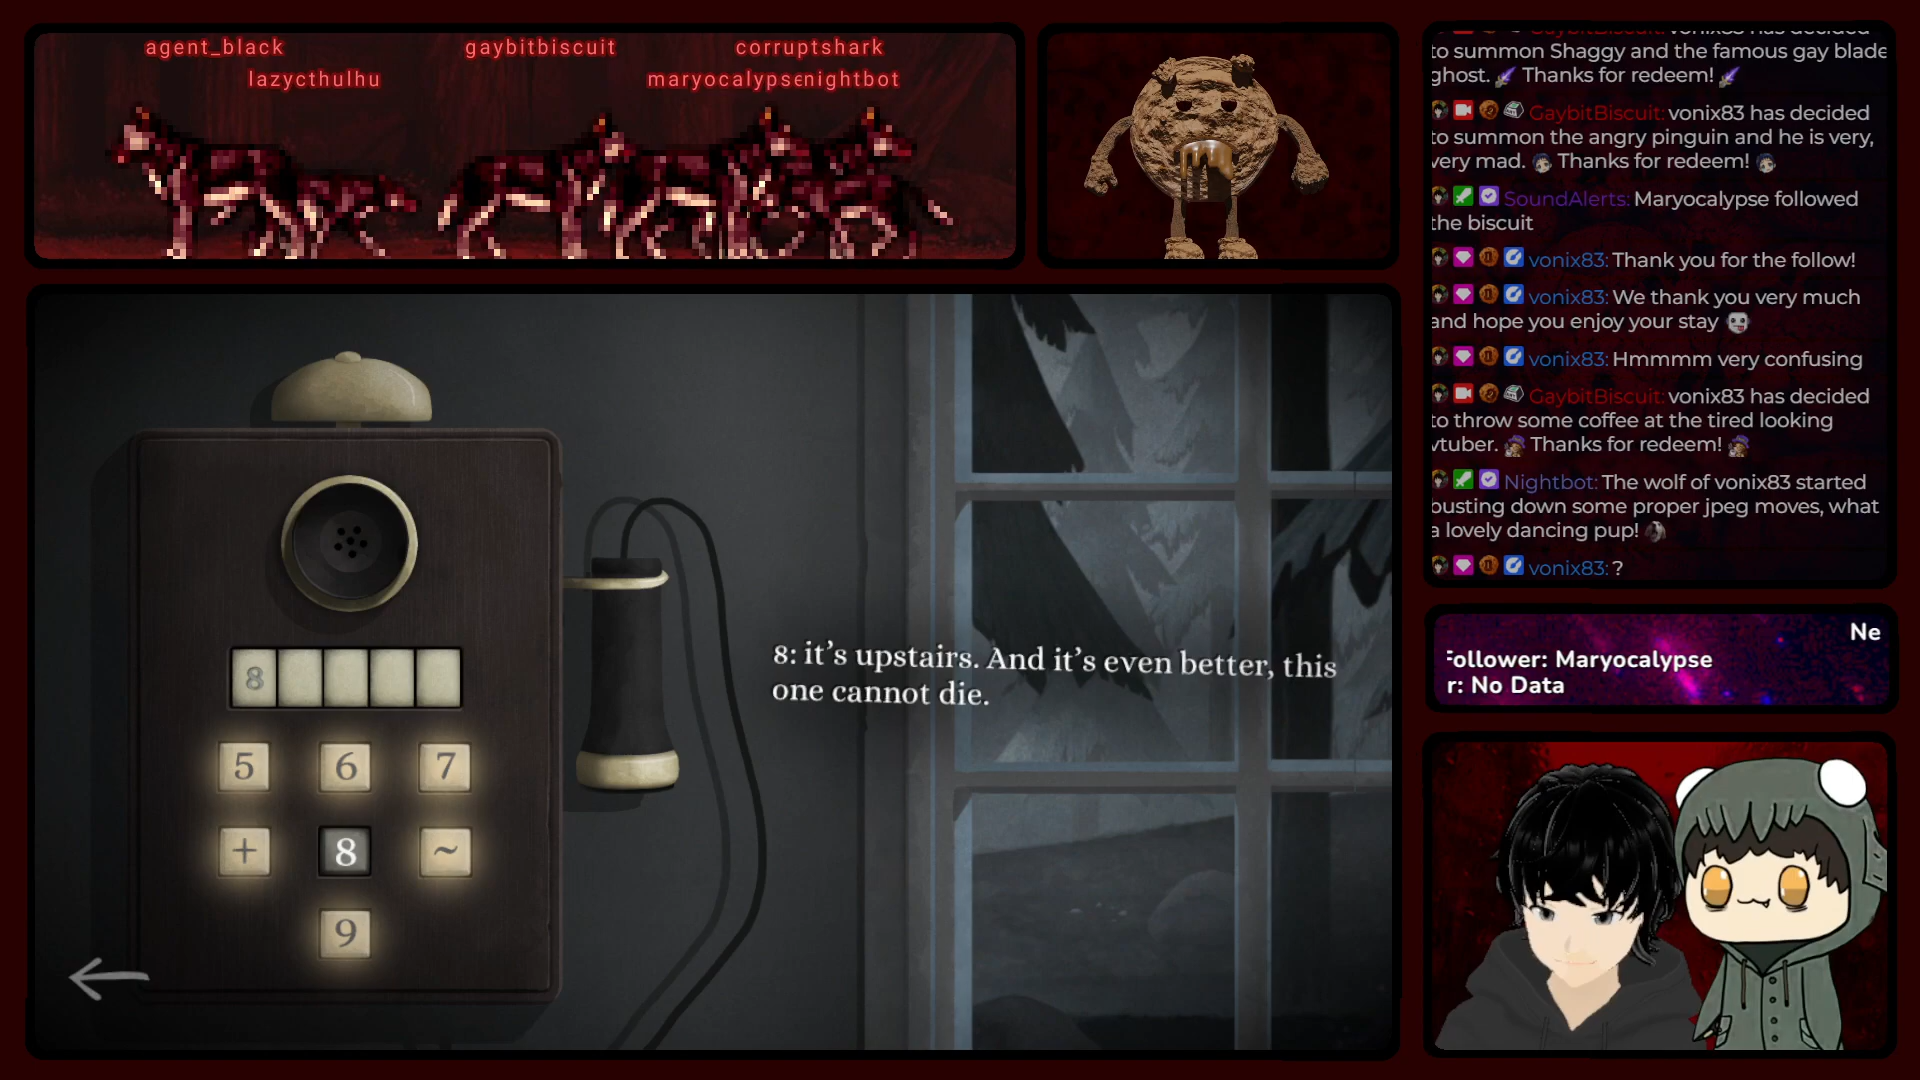 agent_black
gaybitbiscuit
corruptshark
lazycthulhu
maryocalypse
nightbot
8
5
6
7
+
8
~
9
8: it's upstairs. And it's even better, this
one cannot die.
GaybitBiscuit: vonix83 has decided
to summon Shaggy and the famous gay blade
ghost. Thanks for redeem!
GaybitBiscuit: vonix83 has decided
to summon the angry pinguin and he is very,
very mad. Thanks for redeem!
SoundAlerts: Maryocalypse followed
the biscuit
vonix83: Thank you for the follow!
vonix83: We thank you very much
and hope you enjoy your stay
vonix83: Hmmmm very confusing
GaybitBiscuit: vonix83 has decided
to throw some coffee at the tired looking
vtuber. Thanks for redeem!
Nightbot: The wolf of vonix83 started
busting down some proper jpeg moves, what
a lovely dancing pup!
vonix83: ?
Ne
Follower: Maryocalypse
r: No Data